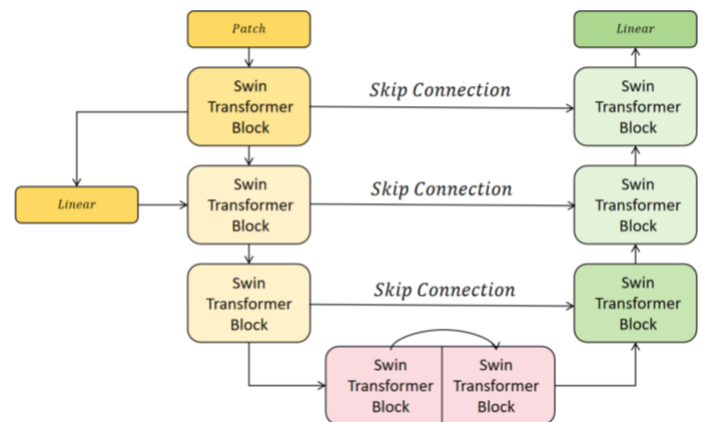 Patch
Linear
Swin
Transformer
Block
Skip Connection
Swin
Transformer
Block
Linear
Swin
Transformer
Block
Skip Connection
Swin
Transformer
Block
Swin
Transformer
Block
Skip Connection
Swin
Transformer
Block
Swin
Transformer
Block
Swin
Transformer
Block